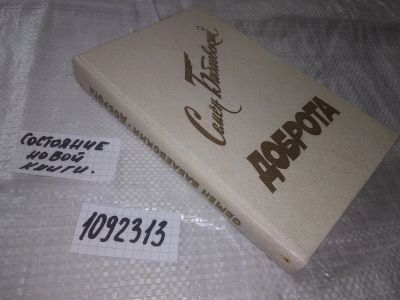 Семён
Бабаевский
ДОБРОТА
СЕМЕН БАБАЕВСКИЙ · ДОБРОТА
СОСТОЯНИЕ
НОВОЙ
КНИГИ.
1092313